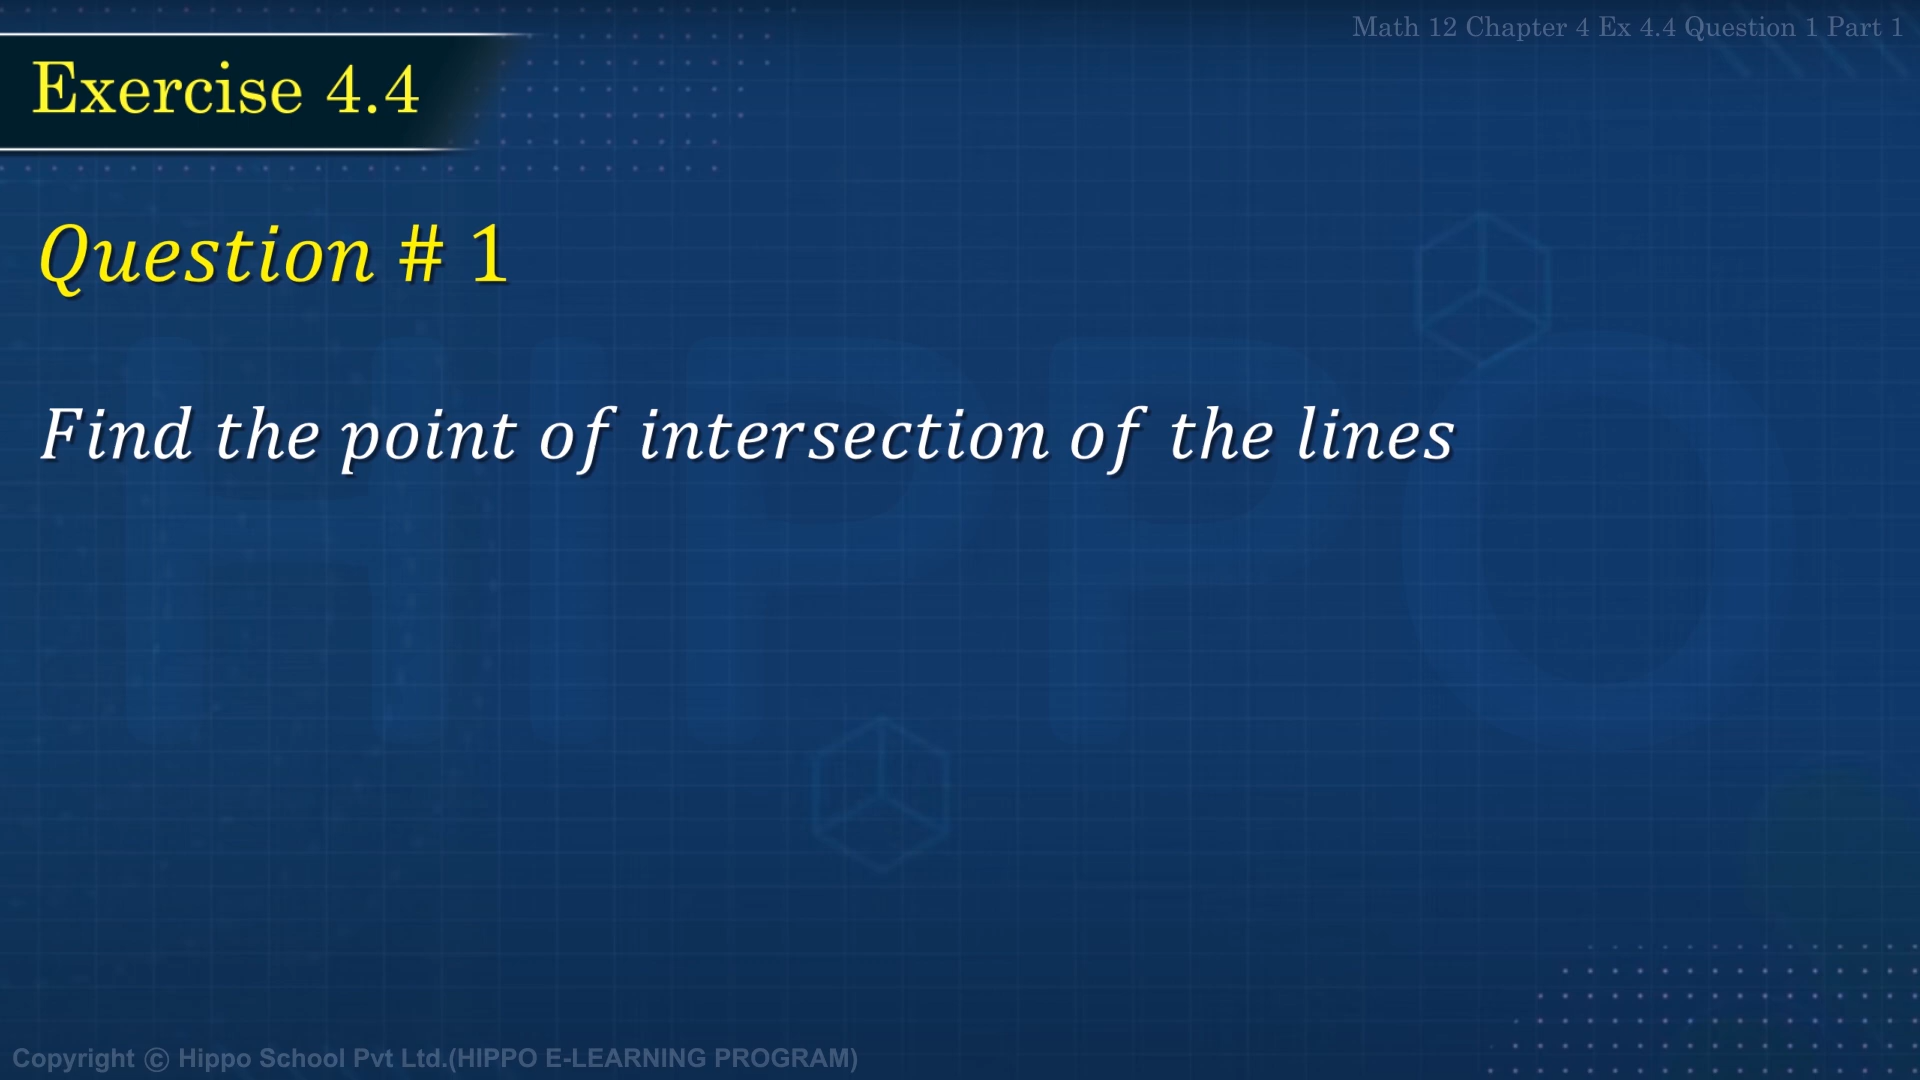 Math 12 Chapter 4 Ex 4.4 Question 1 Part 1
Exercise 4.4
Question # 1
Find the point of intersection of the lines
HIPPO
Copyright © Hippo School Pvt Ltd.(HIPPO E-LEARNING PROGRAM)